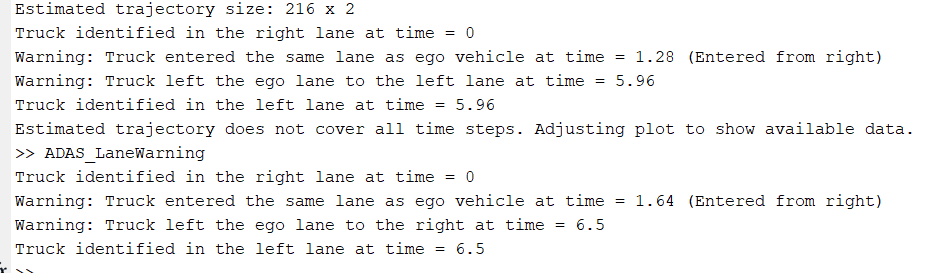 Estimated trajectory size: 216 x 2
Truck identified in the right lane at time = 0
Warning: Truck entered the same lane as ego vehicle at time = 1.28 (Entered from right)
Warning: Truck left the ego lane to the left lane at time = 5.96
Truck identified in the left lane at time = 5.96
Estimated trajectory does not cover all time steps. Adjusting plot to show available data.
>> ADAS_LaneWarning
Truck identified in the right lane at time = 0
Warning: Truck entered the same lane as ego vehicle at time = 1.64 (Entered from right)
Warning: Truck left the ego lane to the right at time = 6.5
Truck identified in the left lane at time = 6.5
>>